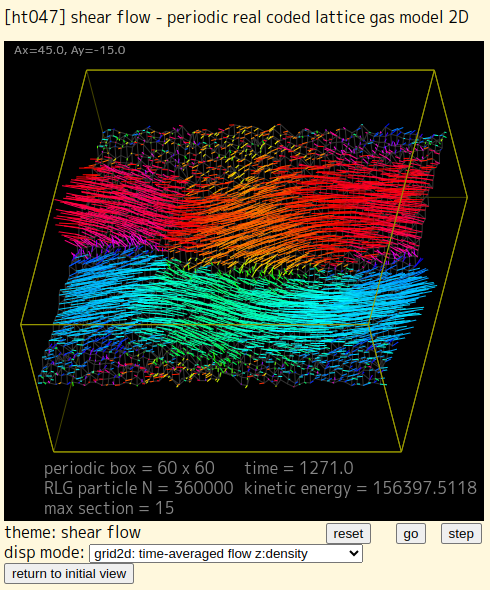 [ht047] shear flow - periodic real coded lattice gas model 2D
Ax=45.0, Ay=-15.0
periodic box = 60 x 60 time = 1271.0
RLG particle N = 360000 kinetic energy = 156397.5118
max section = 15
theme: shear flow reset go step
disp mode: grid2d: time-averaged flow z:density
return to initial view